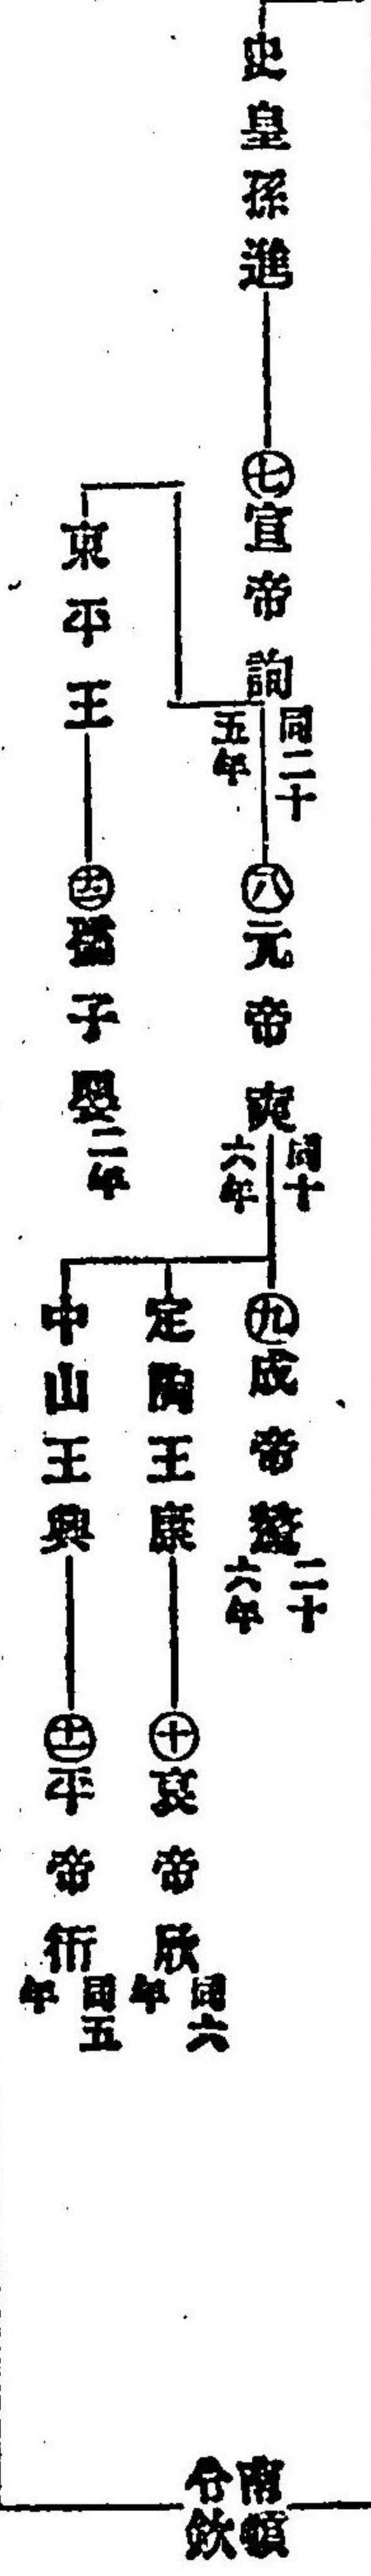 史皇孫進
㊆宣帝詢
同二十
五年
㊇元帝奭
同十
六年
㊈成帝驁
二十
六年
定陶王康
㊉哀帝欣
同六
年
中山王興
⑪平帝衎
同五
年
東平王
孺子嬰
二年
南頓
令欽